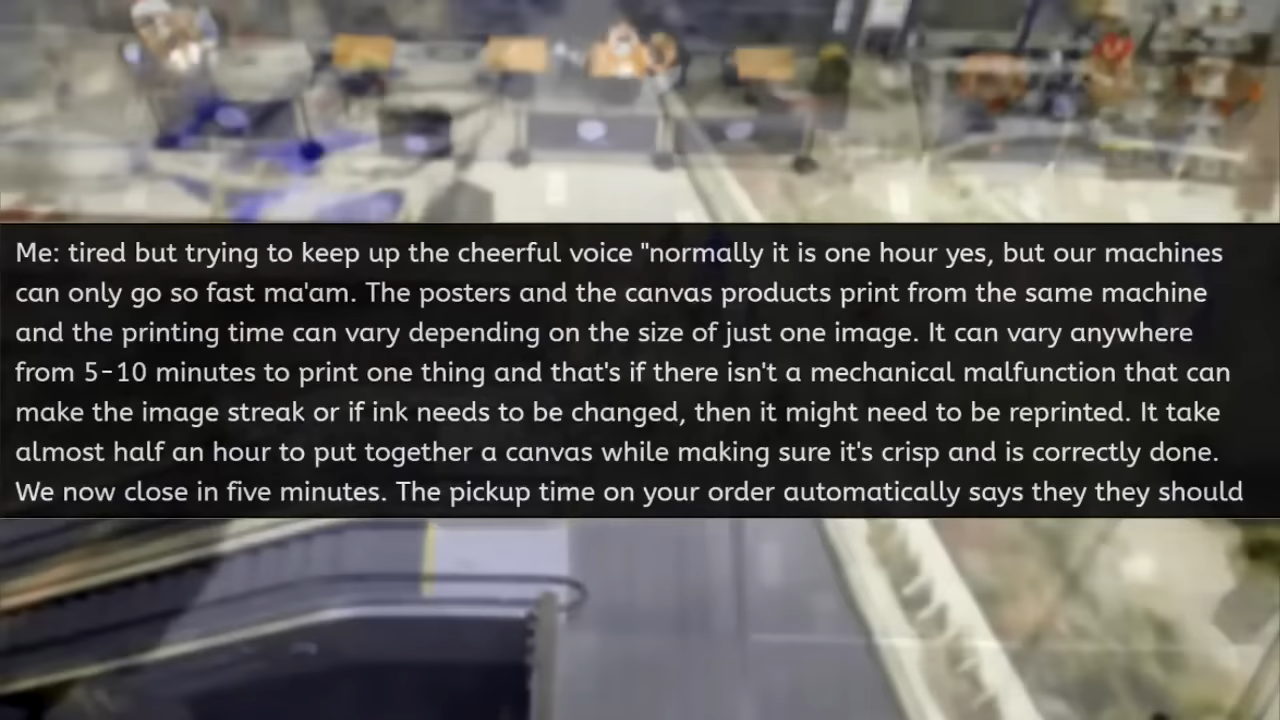 Me: tired but trying to keep up the cheerful voice "normally it is one hour yes, but our machines
can only go so fast ma'am. The posters and the canvas products print from the same machine
and the printing time can vary depending on the size of just one image. It can vary anywhere
from 5-10 minutes to print one thing and that's if there isn't a mechanical malfunction that can
make the image streak or if ink needs to be changed, then it might need to be reprinted. It take
almost half an hour to put together a canvas while making sure it's crisp and is correctly done.
We now close in five minutes. The pickup time on your order automatically says they they should